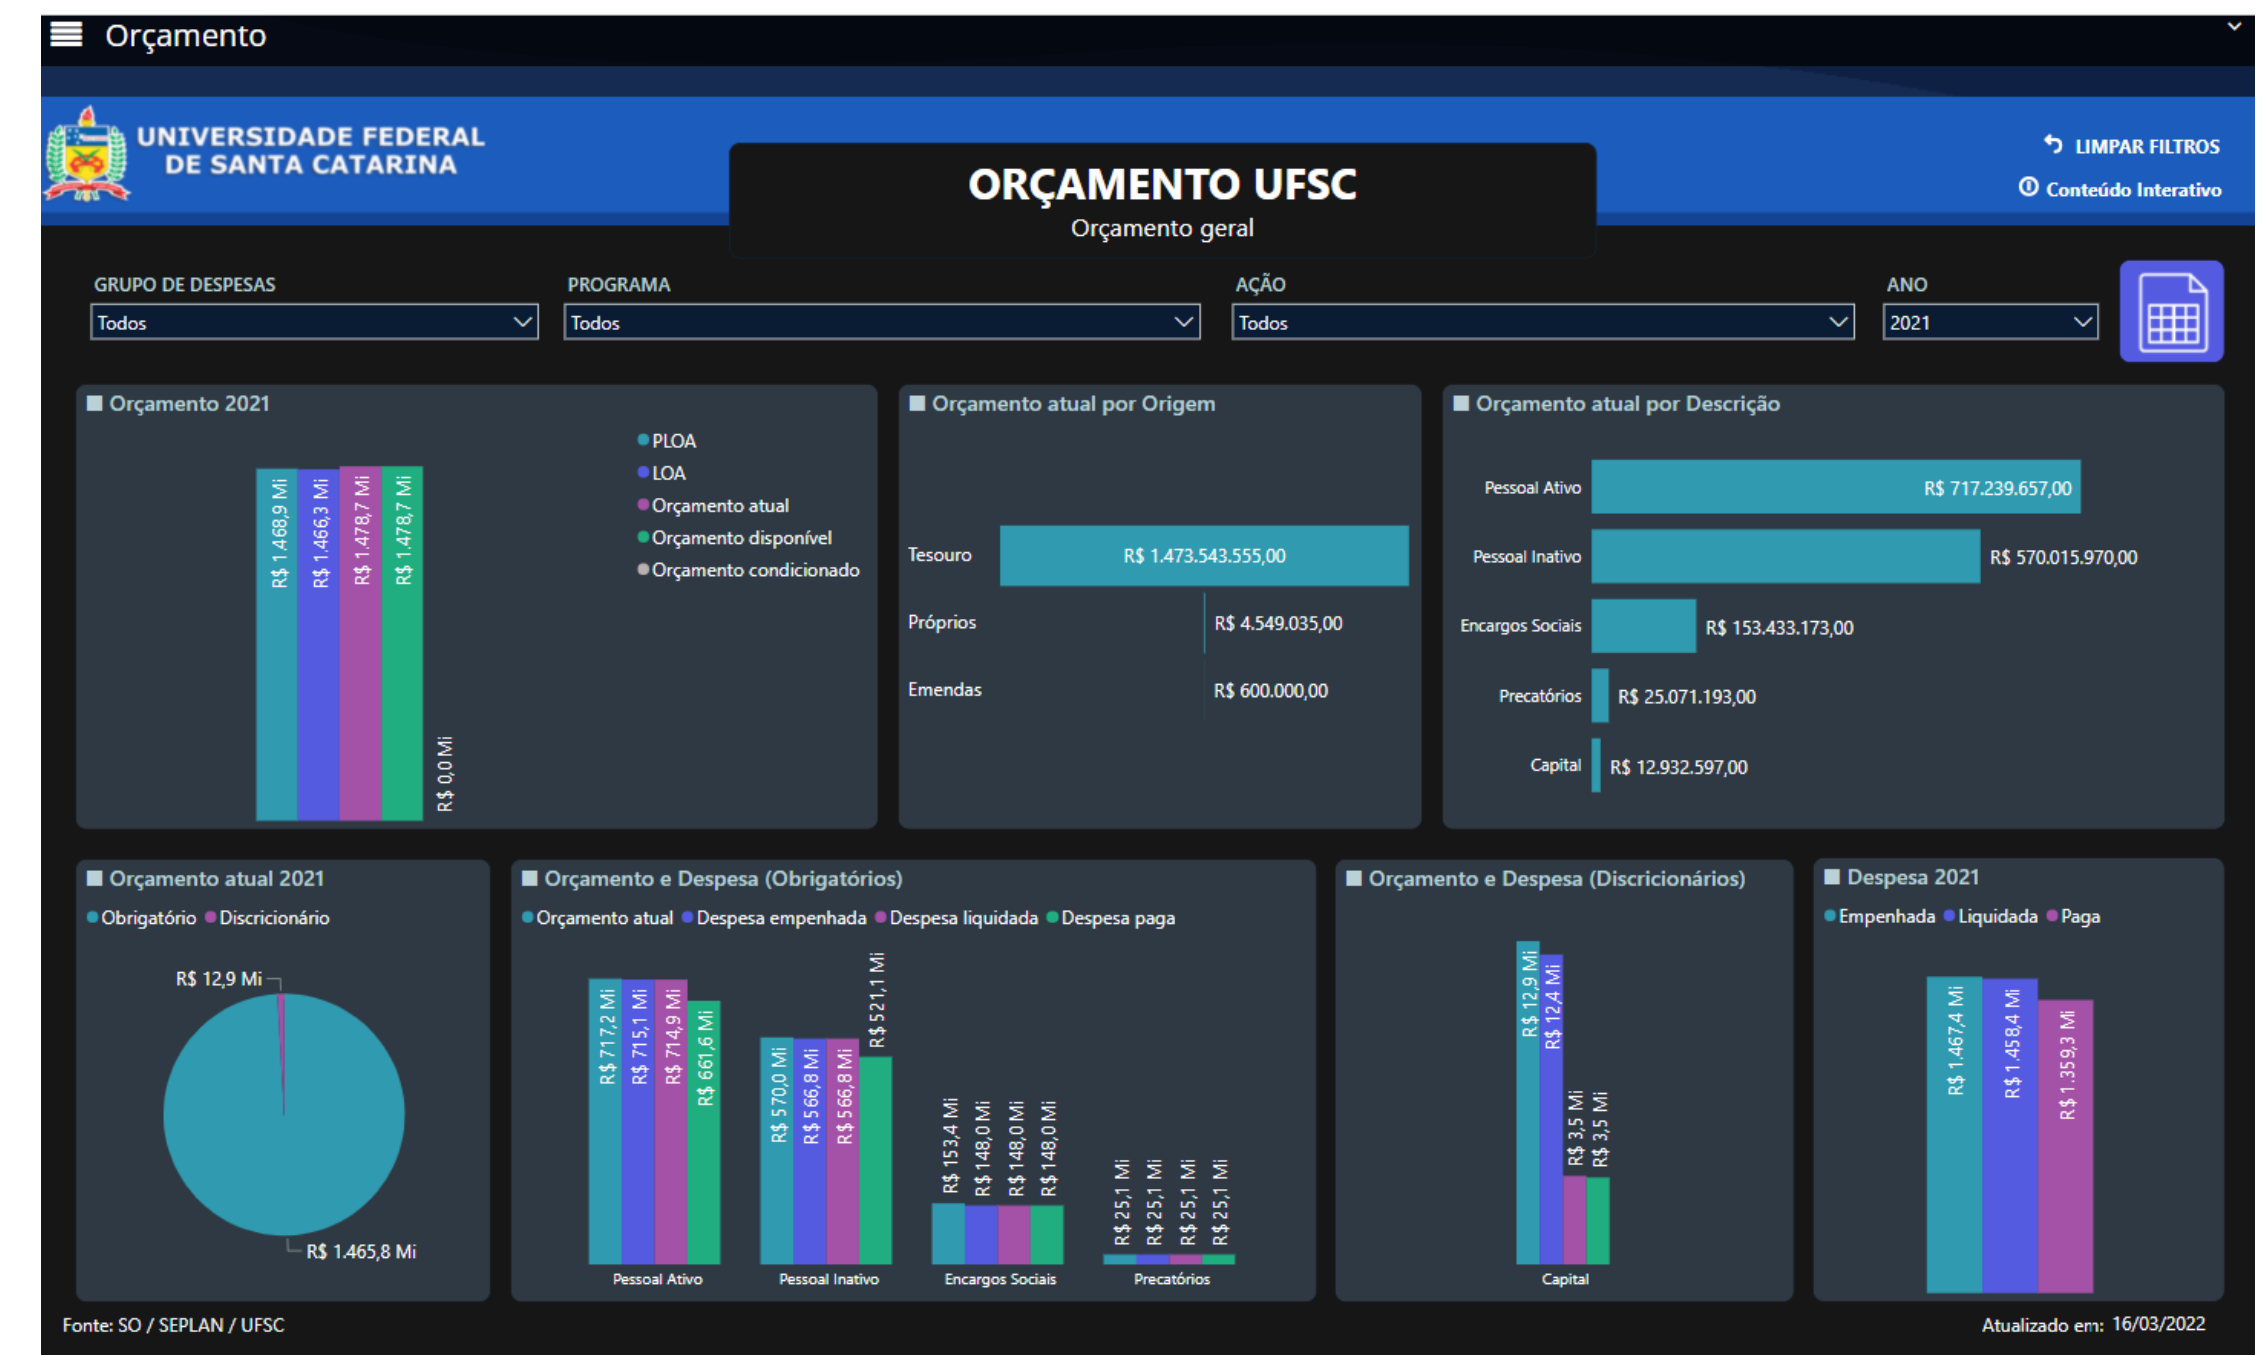 Orçamento
UNIVERSIDADE FEDERAL
DE SANTA CATARINA
ORÇAMENTO UFSC
Orçamento geral
LIMPAR FILTROS
Conteúdo Interativo
GRUPO DE DESPESAS
Todos
PROGRAMA
Todos
AÇÃO
Todos
ANO
2021
Orçamento 2021
PLOA
LOA
Orçamento atual
Orçamento disponível
Orçamento condicionado
R$ 1.468,9 Mi
R$ 1.466,3 Mi
R$ 1.478,7 Mi
R$ 1.478,7 Mi
R$ 0,0 Mi
Orçamento atual por Origem
Tesouro R$ 1.473.543.555,00
Próprios R$ 4.549.035,00
Emendas R$ 600.000,00
Orçamento atual por Descrição
Pessoal Ativo R$ 717.239.657,00
Pessoal Inativo R$ 570.015.970,00
Encargos Sociais R$ 153.433.173,00
Precatórios R$ 25.071.193,00
Capital R$ 12.932.597,00
Orçamento atual 2021
Obrigatório Discricionário
R$ 12,9 Mi
R$ 1.465,8 Mi
Orçamento e Despesa (Obrigatórios)
Orçamento atual Despesa empenhada Despesa liquidada Despesa paga
R$ 717,2 Mi
R$ 715,1 Mi
R$ 714,9 Mi
R$ 661,6 Mi
R$ 570,0 Mi
R$ 566,8 Mi
R$ 566,8 Mi
R$ 521,1 Mi
R$ 153,4 Mi
R$ 148,0 Mi
R$ 148,0 Mi
R$ 148,0 Mi
R$ 25,1 Mi
R$ 25,1 Mi
R$ 25,1 Mi
R$ 25,1 Mi
Pessoal Ativo Pessoal Inativo Encargos Sociais Precatórios
Orçamento e Despesa (Discricionários)
R$ 12,9 Mi
R$ 12,4 Mi
R$ 3,5 Mi
R$ 3,5 Mi
Capital
Despesa 2021
Empenhada Liquidada Paga
R$ 1.467,4 Mi
R$ 1.458,4 Mi
R$ 1.359,3 Mi
Fonte: SO / SEPLAN / UFSC
Atualizado em: 16/03/2022